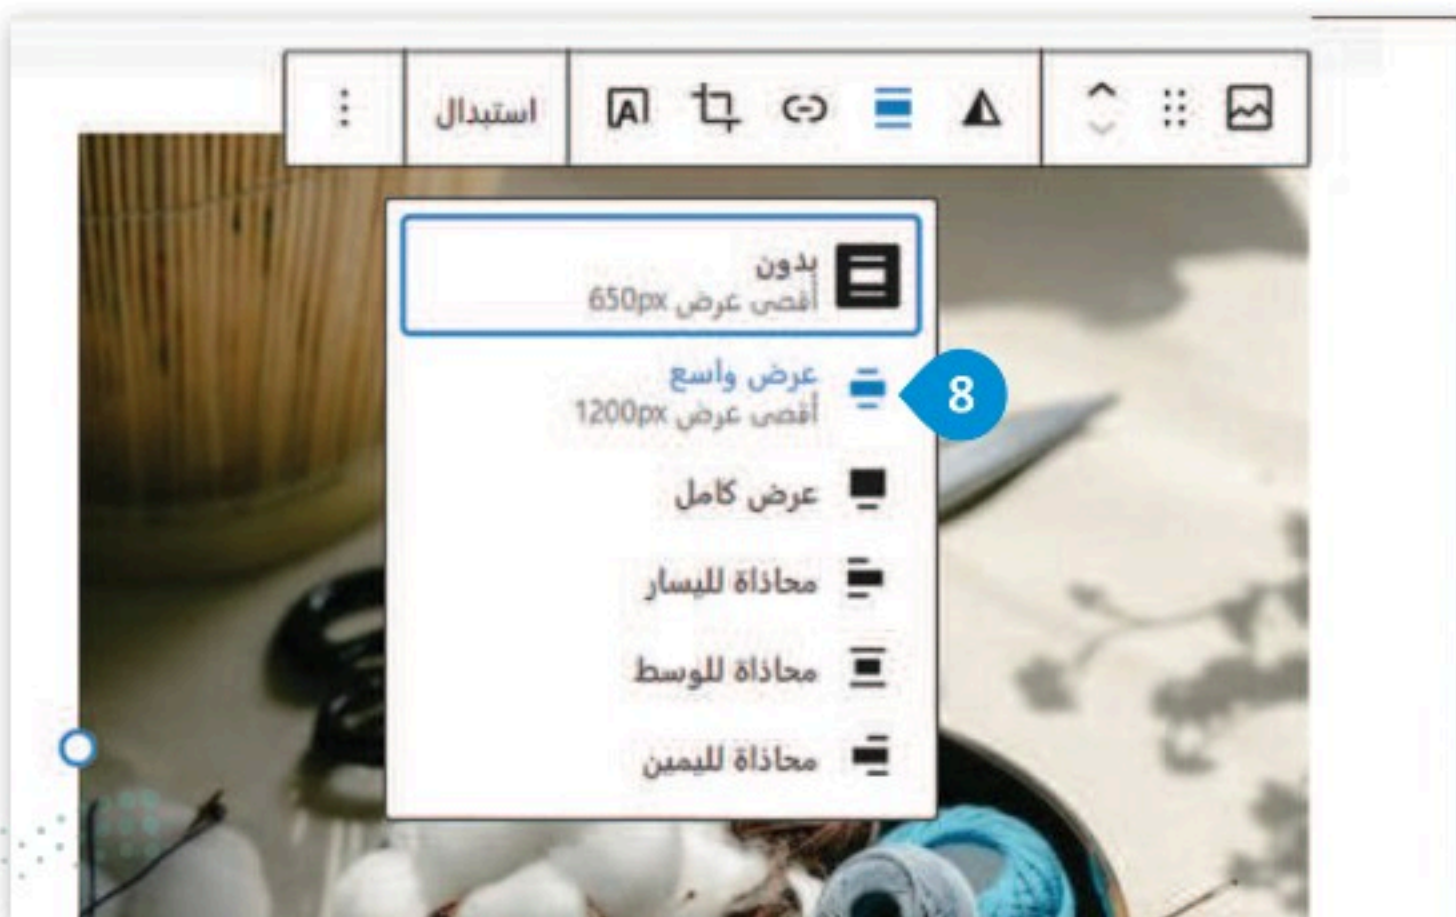 استبدال
A
بدون
أقصى عرض 650px
عرض واسع
أقصى عرض 1200px
8
عرض كامل
محاذاة لليسار
محاذاة للوسط
محاذاة لليمين